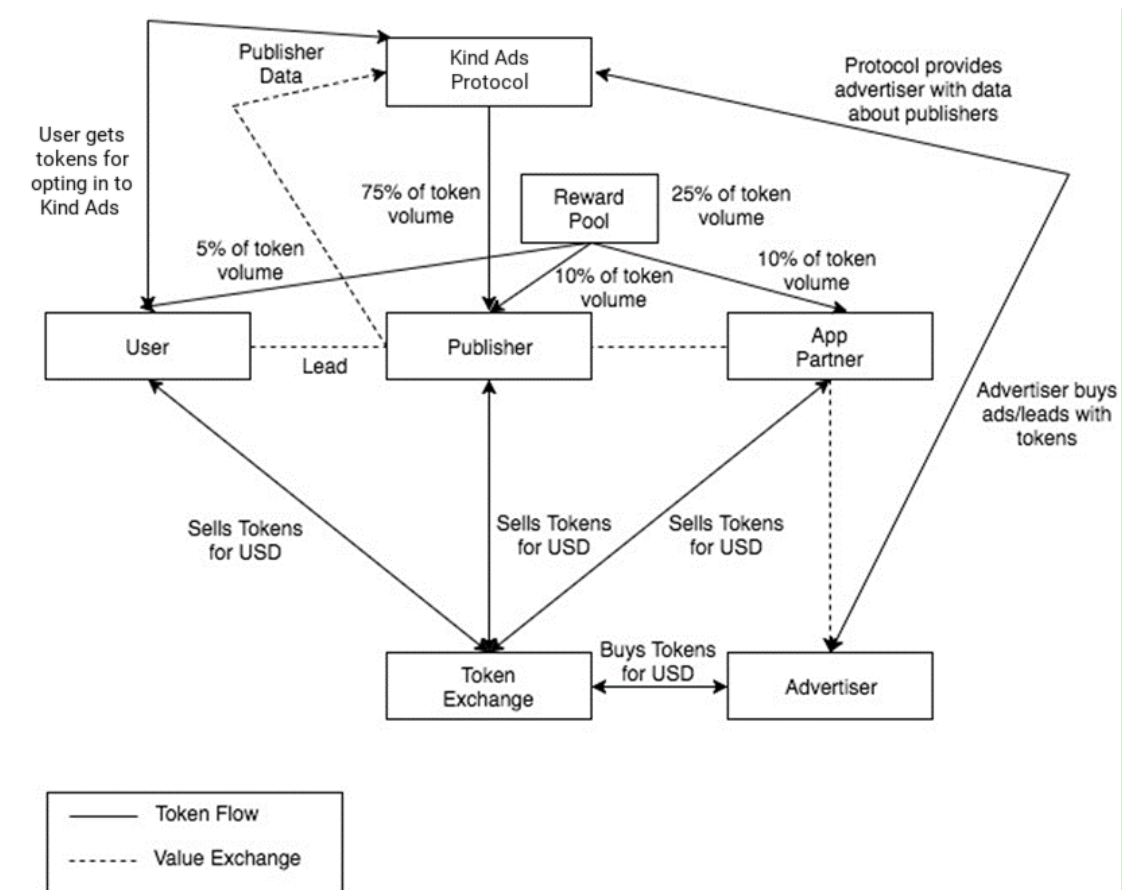 Publisher
Data
Kind Ads
Protocol
Protocol provides
advertiser with data
about publishers
User gets
tokens for
opting in to
Kind Ads
75% of token
volume
Reward
Pool
25% of token
volume
5% of token
volume
10% of token
volume
10% of token
volume
User
Lead
Publisher
App
Partner
Advertiser buys
ads/leads with
tokens
Sells Tokens
for USD
Sells Tokens
for USD
Sells Tokens
for USD
Token
Exchange
Buys Tokens
for USD
Advertiser
Token Flow
Value Exchange